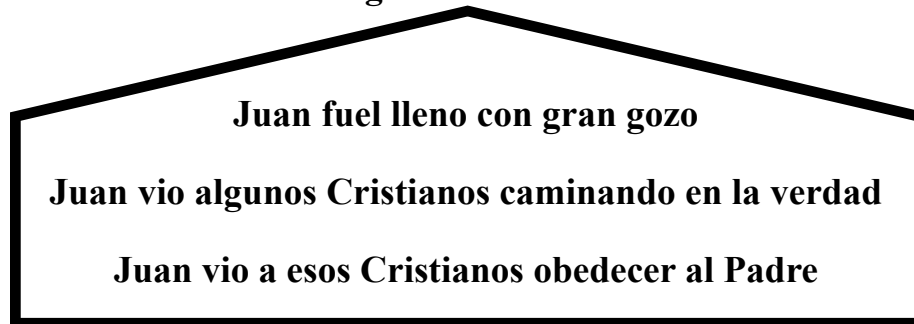 Juan fuel lleno con gran gozo
Juan vio algunos Cristianos caminando en la verdad
Juan vio a esos Cristianos obedecer al Padre